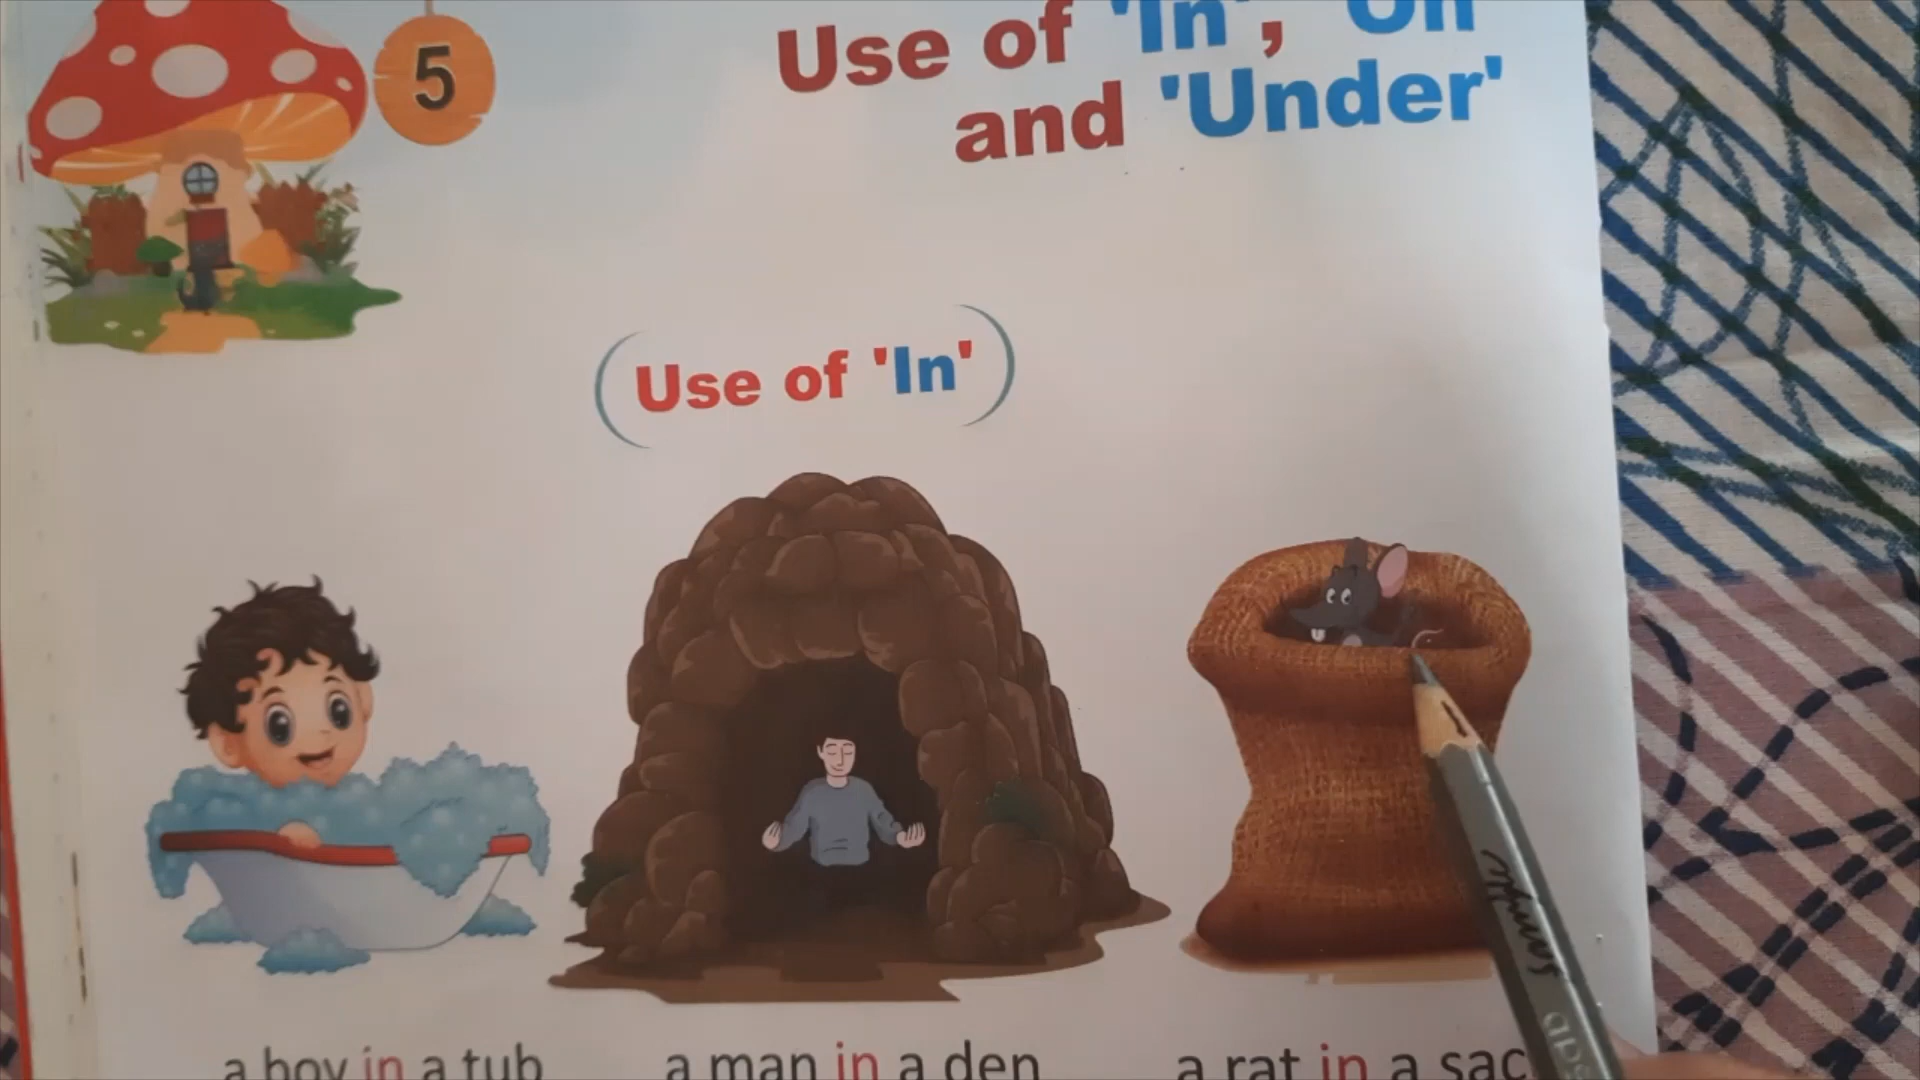 5
Use of 'In', 'On'
and 'Under'
Use of 'In'
a boy in a tub
a man in a den
a rat in a sac
apsara